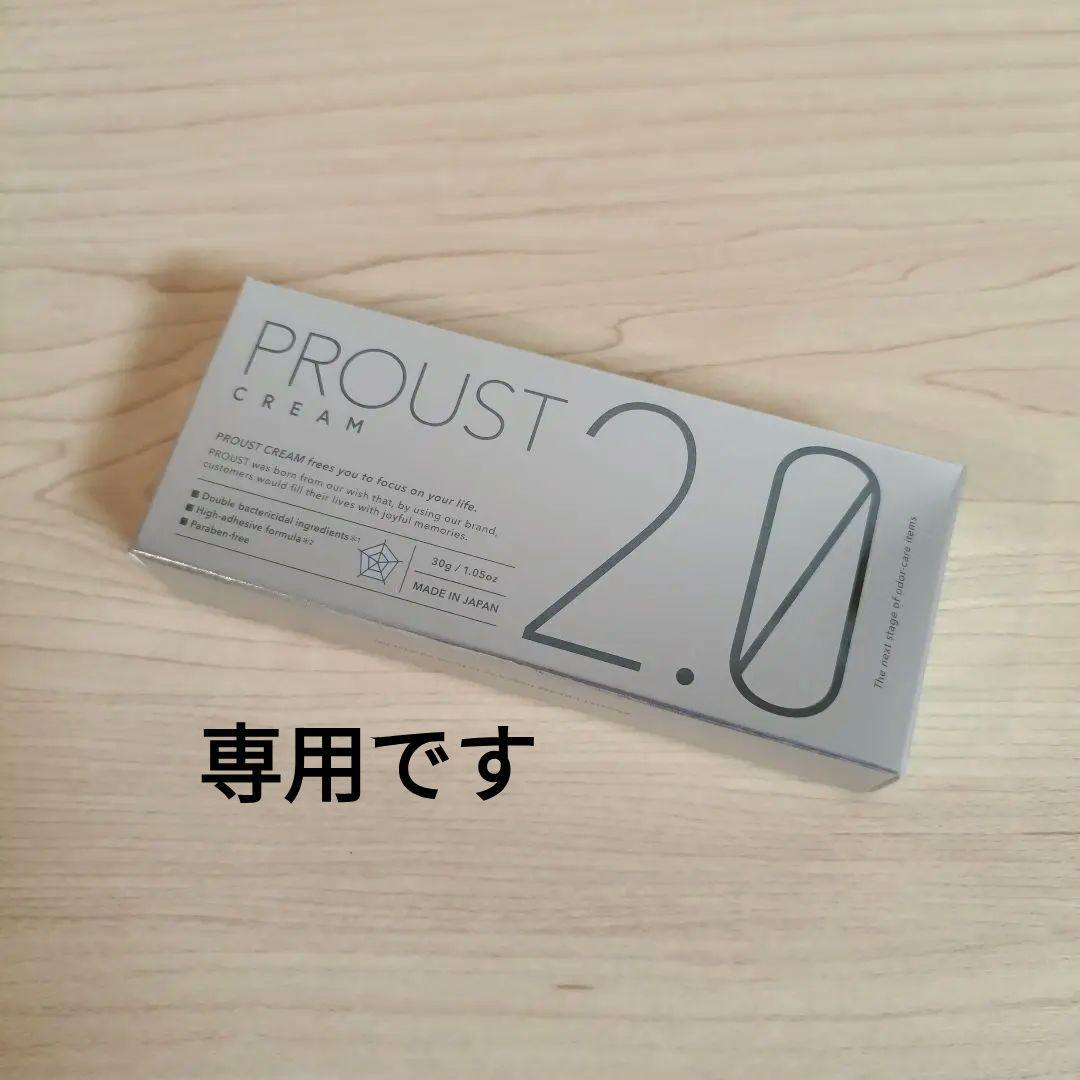 PROUST
CREAM
2.0
PROUST CREAM frees you to focus on your life.
PROUST was born from our wish that, by using our brand,
customers would fill their lives with joyful memories.
■ Double bactericidal ingredients※1
■ High-adhesive formula※2
■ Paraben-free
30g / 1.05oz
MADE IN JAPAN
The next stage of odor-care items
専用です